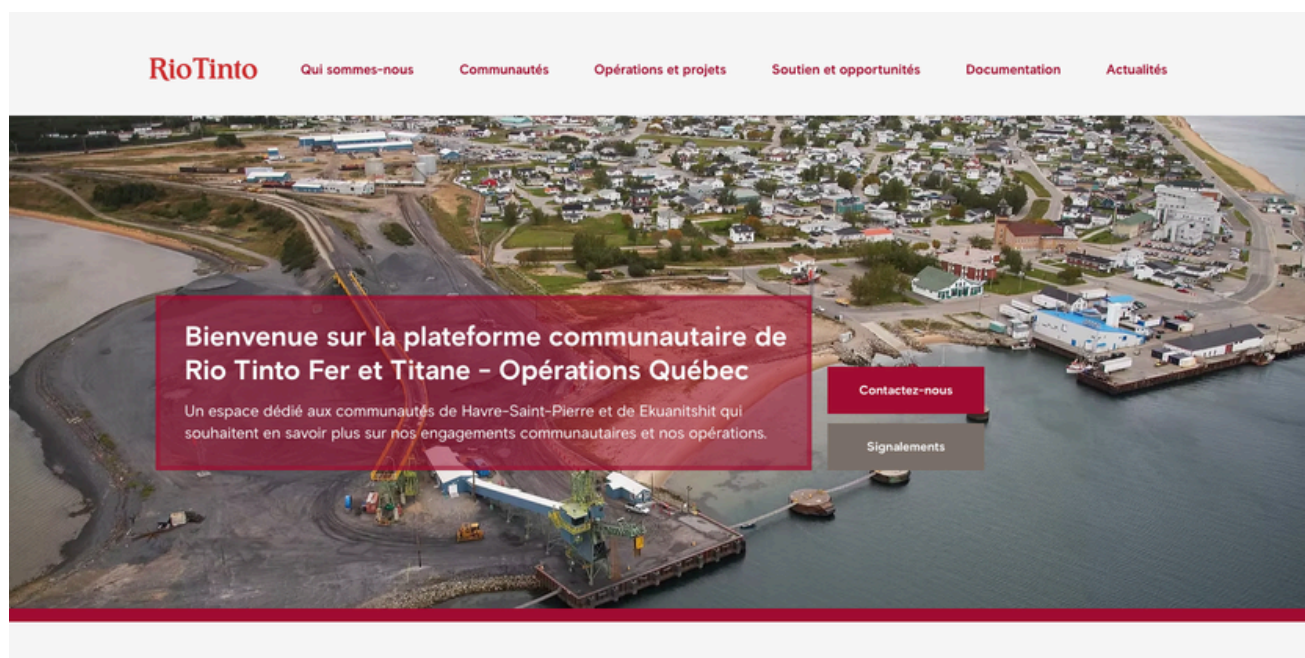 RioTinto
Qui sommes-nous
Communautés
Opérations et projets
Soutien et opportunités
Documentation
Actualités
Bienvenue sur la plateforme communautaire de
Rio Tinto Fer et Titane - Opérations Québec
Un espace dédié aux communautés de Havre-Saint-Pierre et de Ekuanitshit qui
souhaitent en savoir plus sur nos engagements communautaires et nos opérations.
Contactez-nous
Signalements